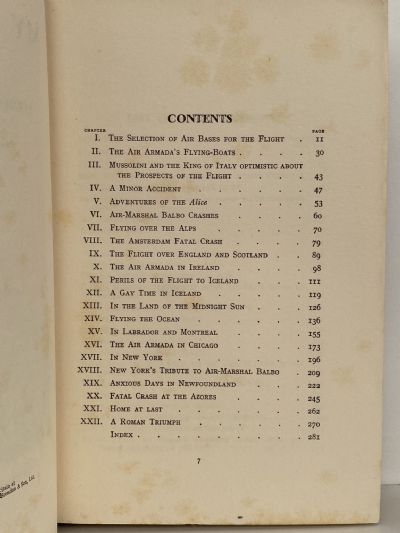 CONTENTS
CHAPTER PAGE
I. The Selection of Air Bases for the Flight . 11
II. The Air Armada's Flying-Boats . . . . 30
III. Mussolini and the King of Italy optimistic about
the Prospects of the Flight . . . . 43
IV. A Minor Accident . . . . . . 47
V. Adventures of the Alice . . . . . 53
VI. Air-Marshal Balbo Crashes . . . . 60
VII. Flying over the Alps . . . . . 70
VIII. The Amsterdam Fatal Crash . . . . 79
IX. The Flight over England and Scotland . . 89
X. The Air Armada in Ireland . . . . 98
XI. Perils of the Flight to Iceland . . . 111
XII. A Gay Time in Iceland . . . . . 119
XIII. In the Land of the Midnight Sun . . . 126
XIV. Flying the Ocean . . . . . . 136
XV. In Labrador and Montreal . . . . 155
XVI. The Air Armada in Chicago . . . . 173
XVII. In New York . . . . . . . 196
XVIII. New York's Tribute to Air-Marshal Balbo . 209
XIX. Anxious Days in Newfoundland . . . 222
XX. Fatal Crash at the Azores . . . . 245
XXI. Home at last . . . . . . . 262
XXII. A Roman Triumph . . . . . . 270
Index . . . . . . . . 281
7
& Son, Ltd.